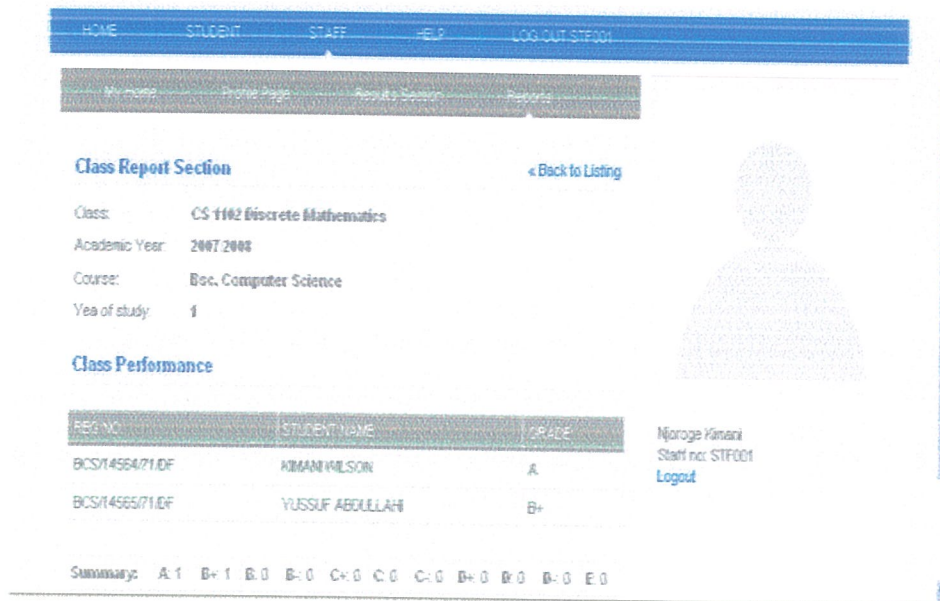 HOME STUDENT STAFF HELP LOG-OUT STF001
My Home Profile Page Results Section Reports
Class Report Section « Back to Listing
Class: CS 1102 Discrete Mathematics
Academic Year: 2007/2008
Course: Bsc. Computer Science
Yea of study: 1
Class Performance
REG NO STUDENT NAME GRADE
BCS/14564/71/DF KIMANI WILSON A
BCS/14565/71/DF YUSSUF ABDULLAHI B+
Njoroge Kimani
Staff no: STF001
Logout
Summary: A: 1 B+: 1 B: 0 B-: 0 C+: 0 C: 0 C-: 0 D+: 0 D: 0 D-: 0 E: 0